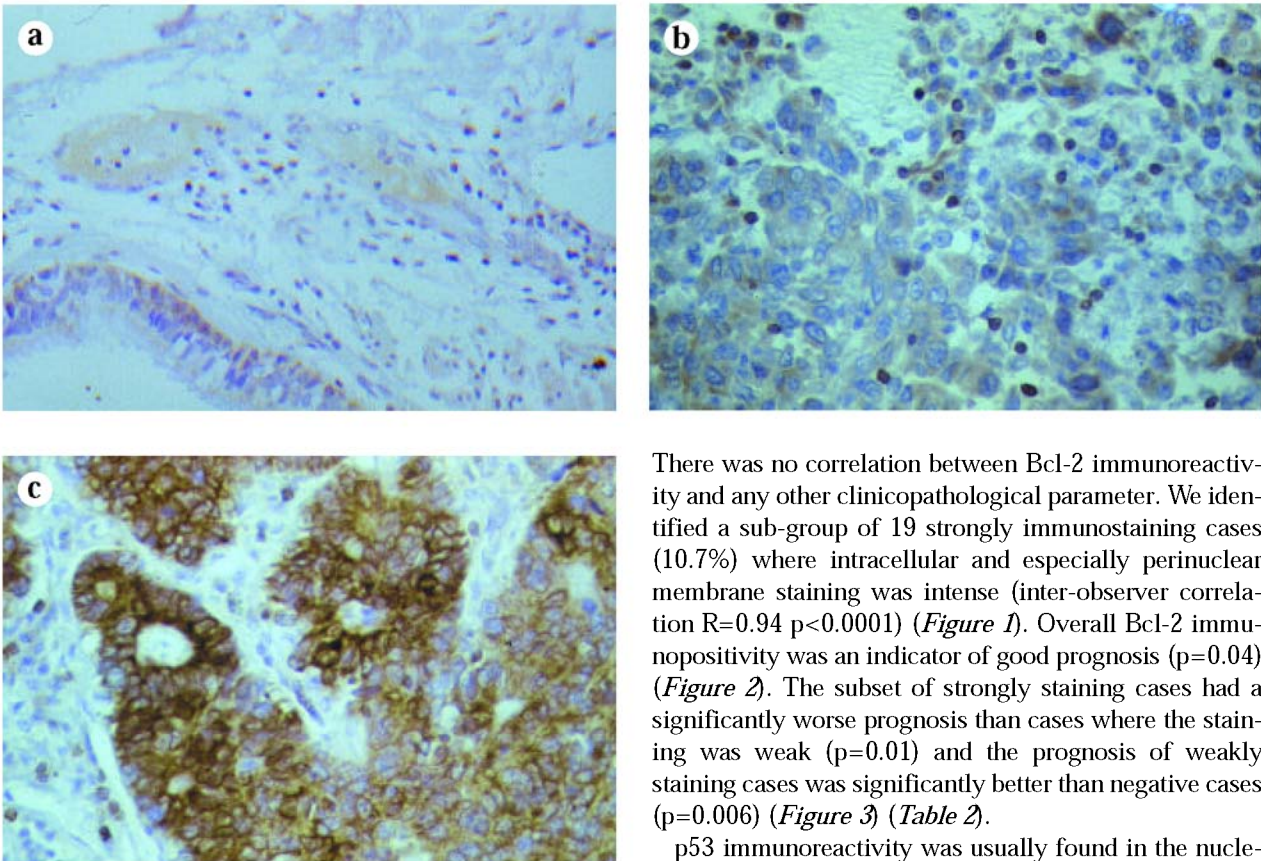 a
b
c
There was no correlation between Bcl-2 immunoreactiv-
ity and any other clinicopathological parameter. We iden-
tified a sub-group of 19 strongly immunostaining cases
(10.7%) where intracellular and especially perinuclear
membrane staining was intense (inter-observer correla-
tion R=0.94 p<0.0001) (Figure 1). Overall Bcl-2 immu-
nopositivity was an indicator of good prognosis (p=0.04)
(Figure 2). The subset of strongly staining cases had a
significantly worse prognosis than cases where the stain-
ing was weak (p=0.01) and the prognosis of weakly
staining cases was significantly better than negative cases
(p=0.006) (Figure 3) (Table 2).
p53 immunoreactivity was usually found in the nucle-